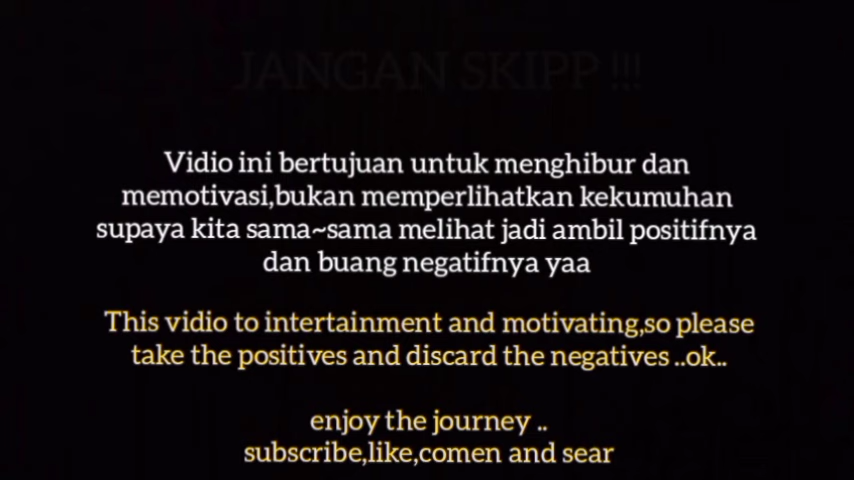 JANGAN SKIPP !!!
Vidio ini bertujuan untuk menghibur dan
memotivasi,bukan memperlihatkan kekumuhan
supaya kita sama~sama melihat jadi ambil positifnya
dan buang negatifnya yaa
This vidio to intertainment and motivating,so please
take the positives and discard the negatives ..ok..
enjoy the journey ..
subscribe,like,comen and sear